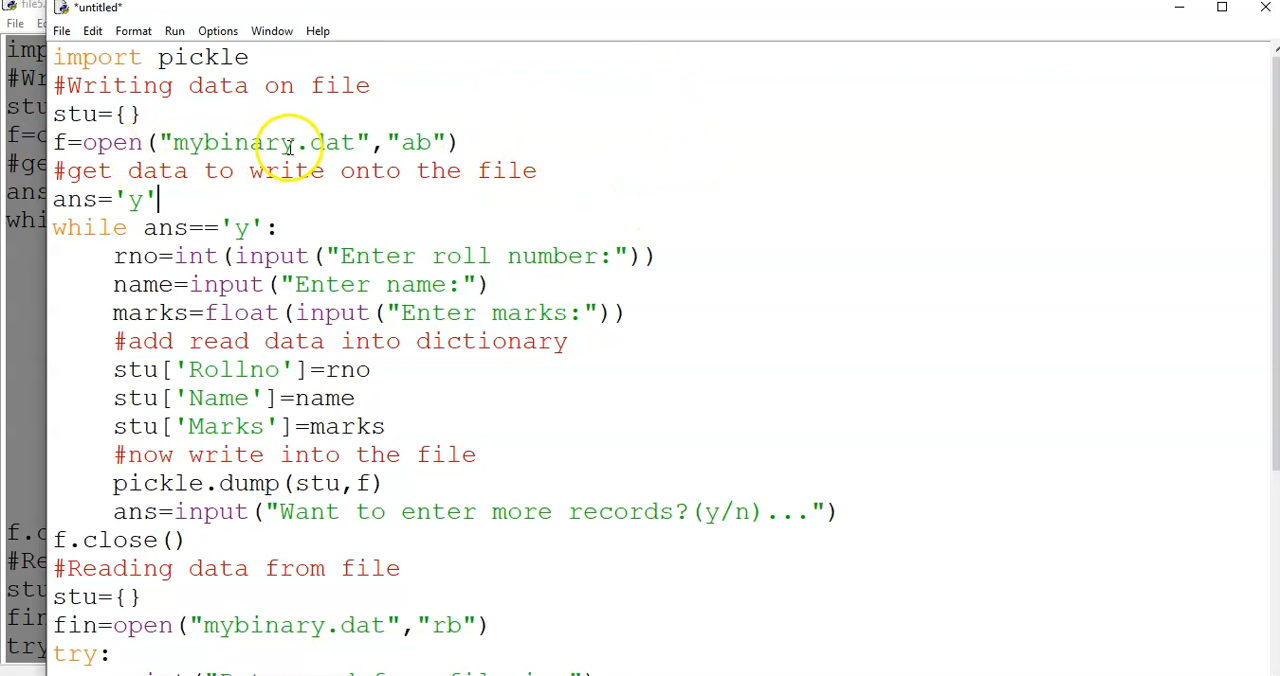 file5
*untitled*
File
File Edit Format Run Options Window Help
import pickle
#Writing data on file
stu={}
f=open("mybinary.dat","ab")
#get data to write onto the file
ans='y'
while ans=='y':
rno=int(input("Enter roll number:"))
name=input("Enter name:")
marks=float(input("Enter marks:"))
#add read data into dictionary
stu['Rollno']=rno
stu['Name']=name
stu['Marks']=marks
#now write into the file
pickle.dump(stu,f)
ans=input("Want to enter more records?(y/n)...")
f.close()
#Reading data from file
stu={}
fin=open("mybinary.dat","rb")
try: